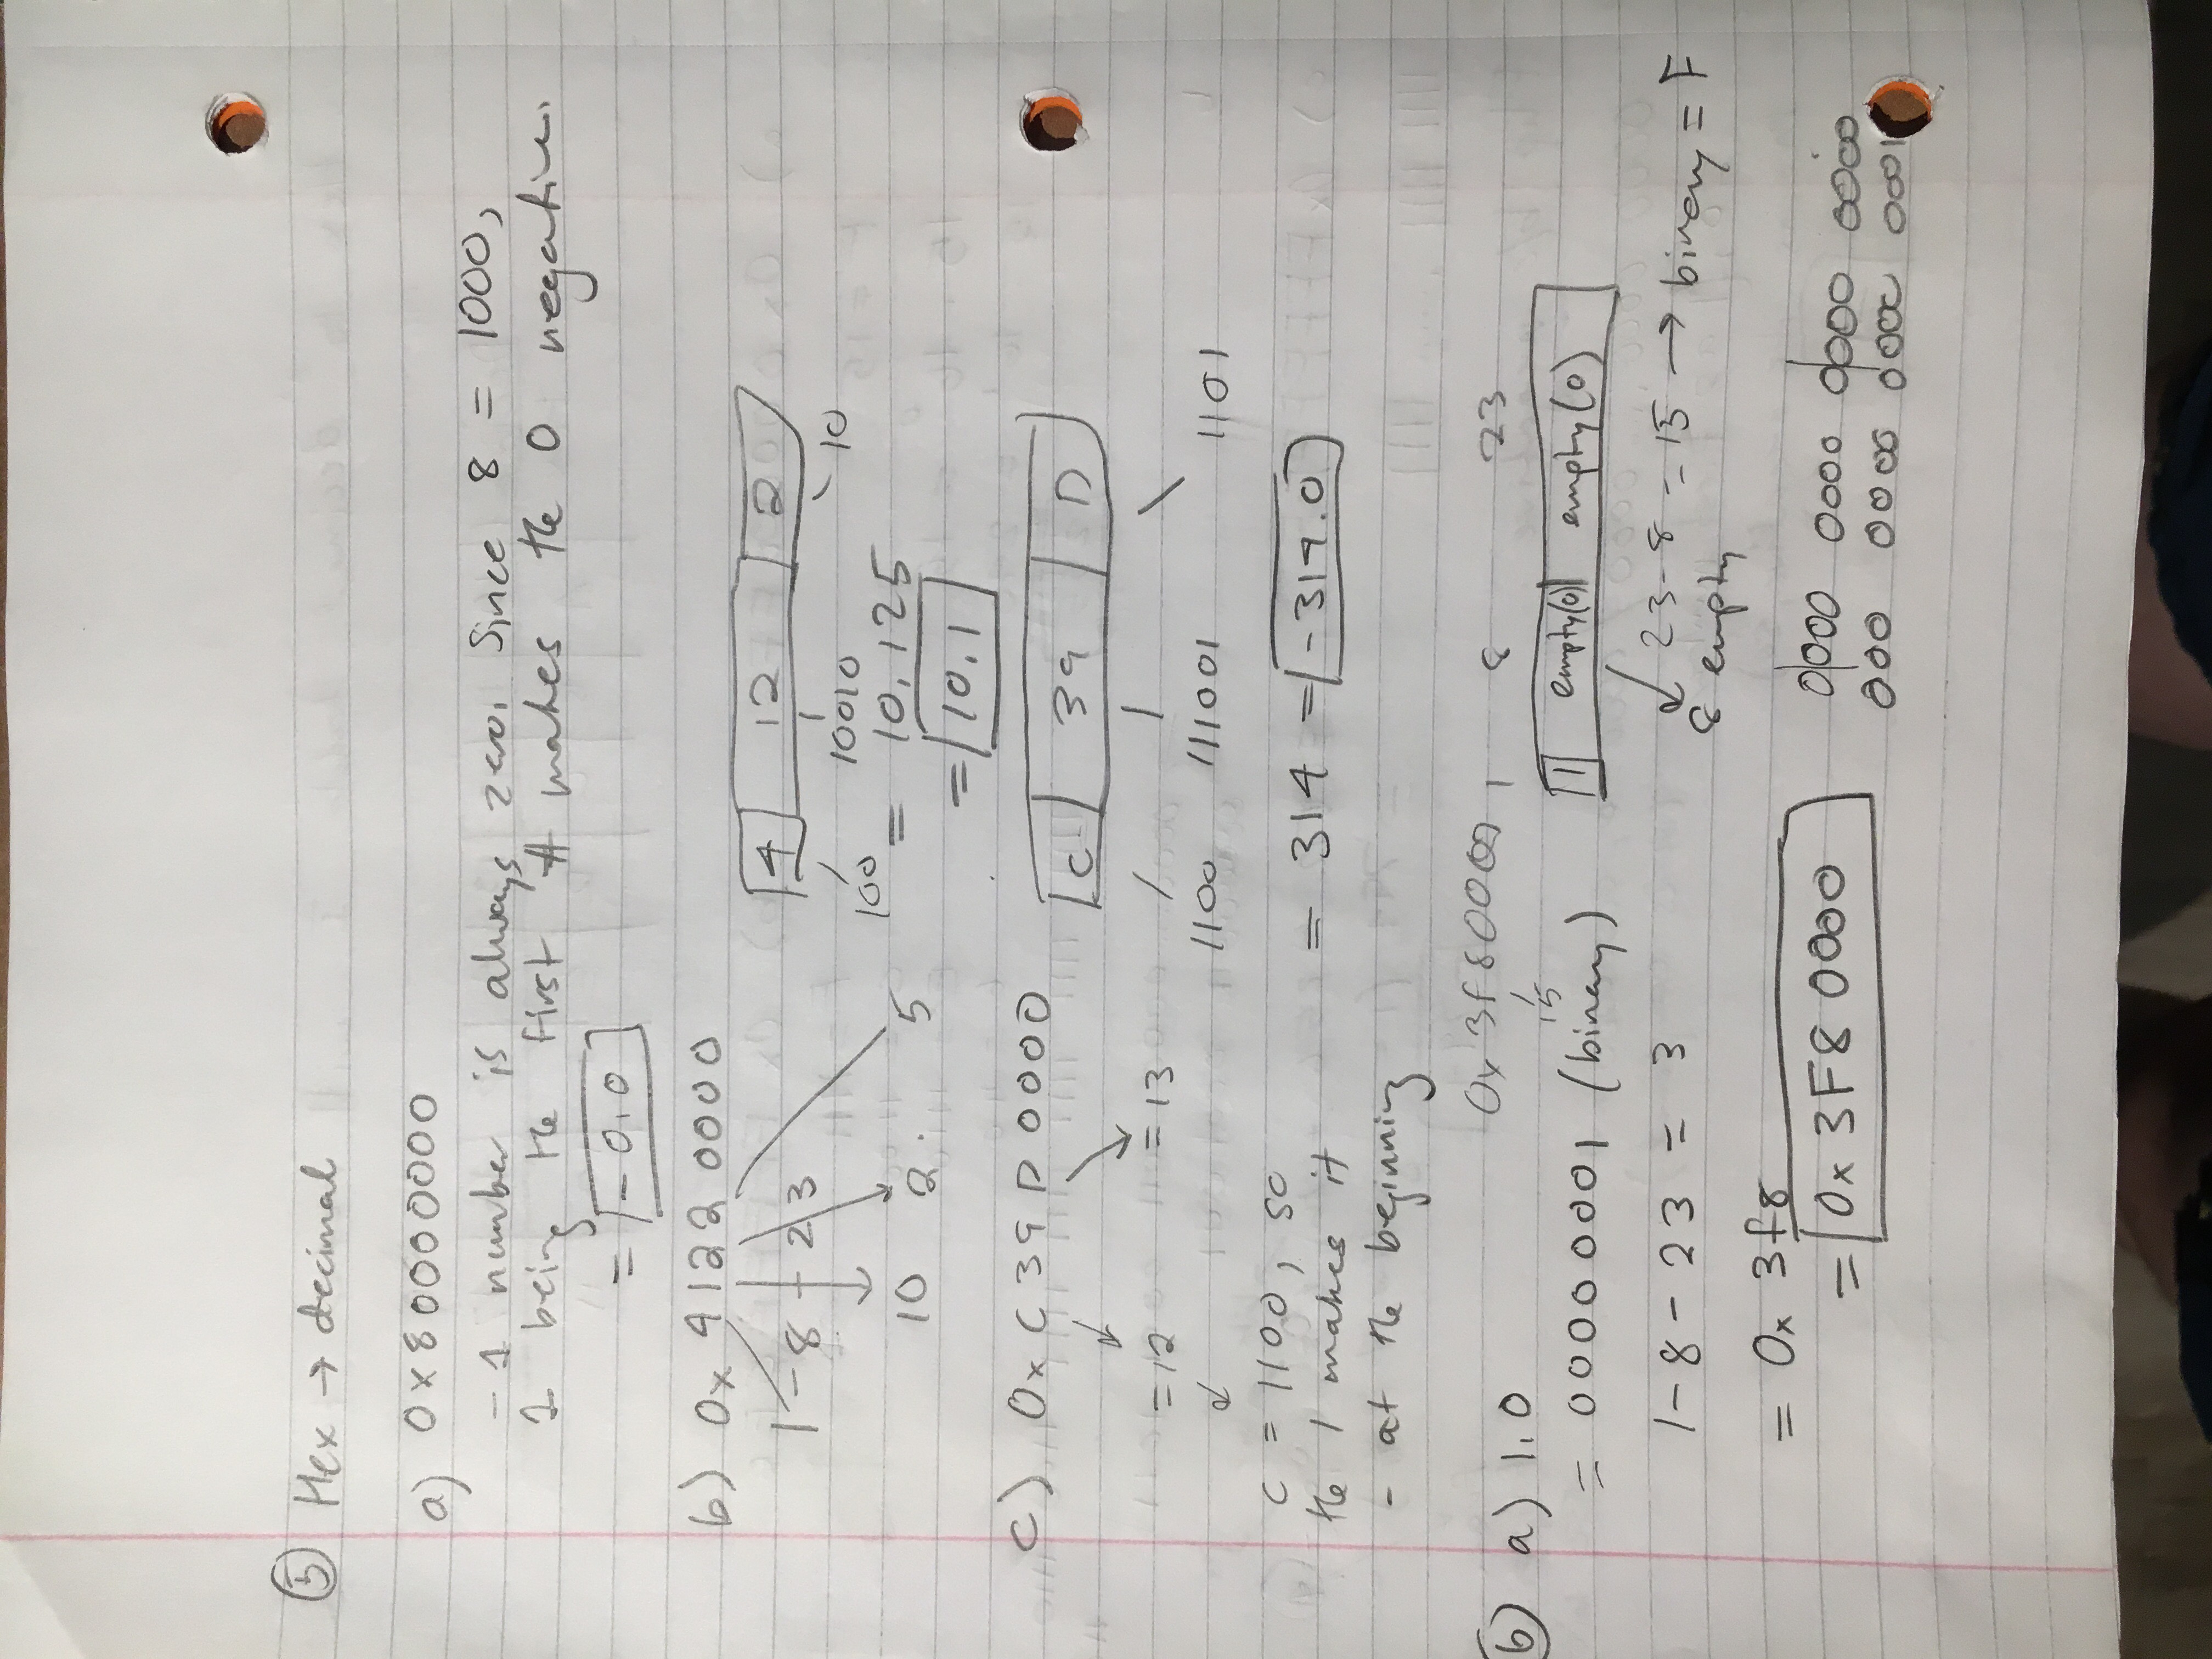 ⑤ Hex → decimal
a) 0x80000000
- 1 number is always zero. Since 8 = 1000,
1 being the first # makes the 0 negative.
= -0.0
b) 0x 4122 0000
4 | 12 | 2
1 - 8 - 23
100 10010 10
10 2 5
= 10.125
= 10.1
c) 0x C39D 0000
C | 39 | D
= 12 = 13
1100 111001 1101
C = 1100, so
the 1 makes it
- at the beginning
= 314 = -317.0
0x 3f80000
1 8 23
⑥ a) 1.0
15
= 00000001 (binary)
1 | empty(0) | empty(0)
1 - 8 - 23 = 3
23 - 8 - 15 → binary = F
8 empty
= 0x 3f8
= 0x 3F8 0000
0000 0000 0000 0000
000 0000 000 0001